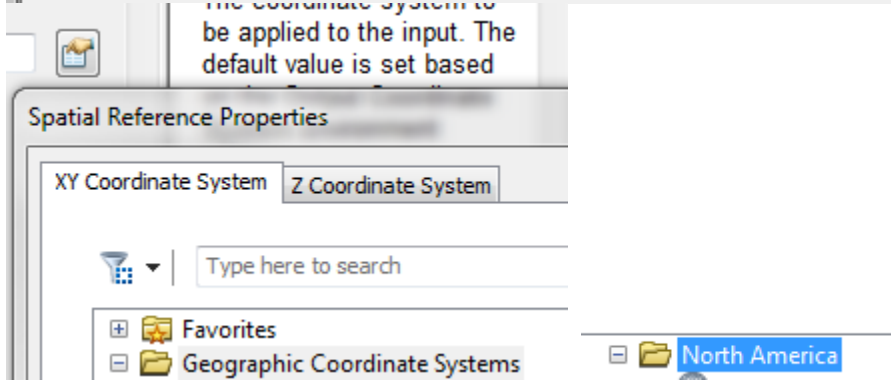 The coordinate system to
be applied to the input. The
default value is set based
Spatial Reference Properties
XY Coordinate System
Z Coordinate System
Type here to search
Favorites
Geographic Coordinate Systems
North America